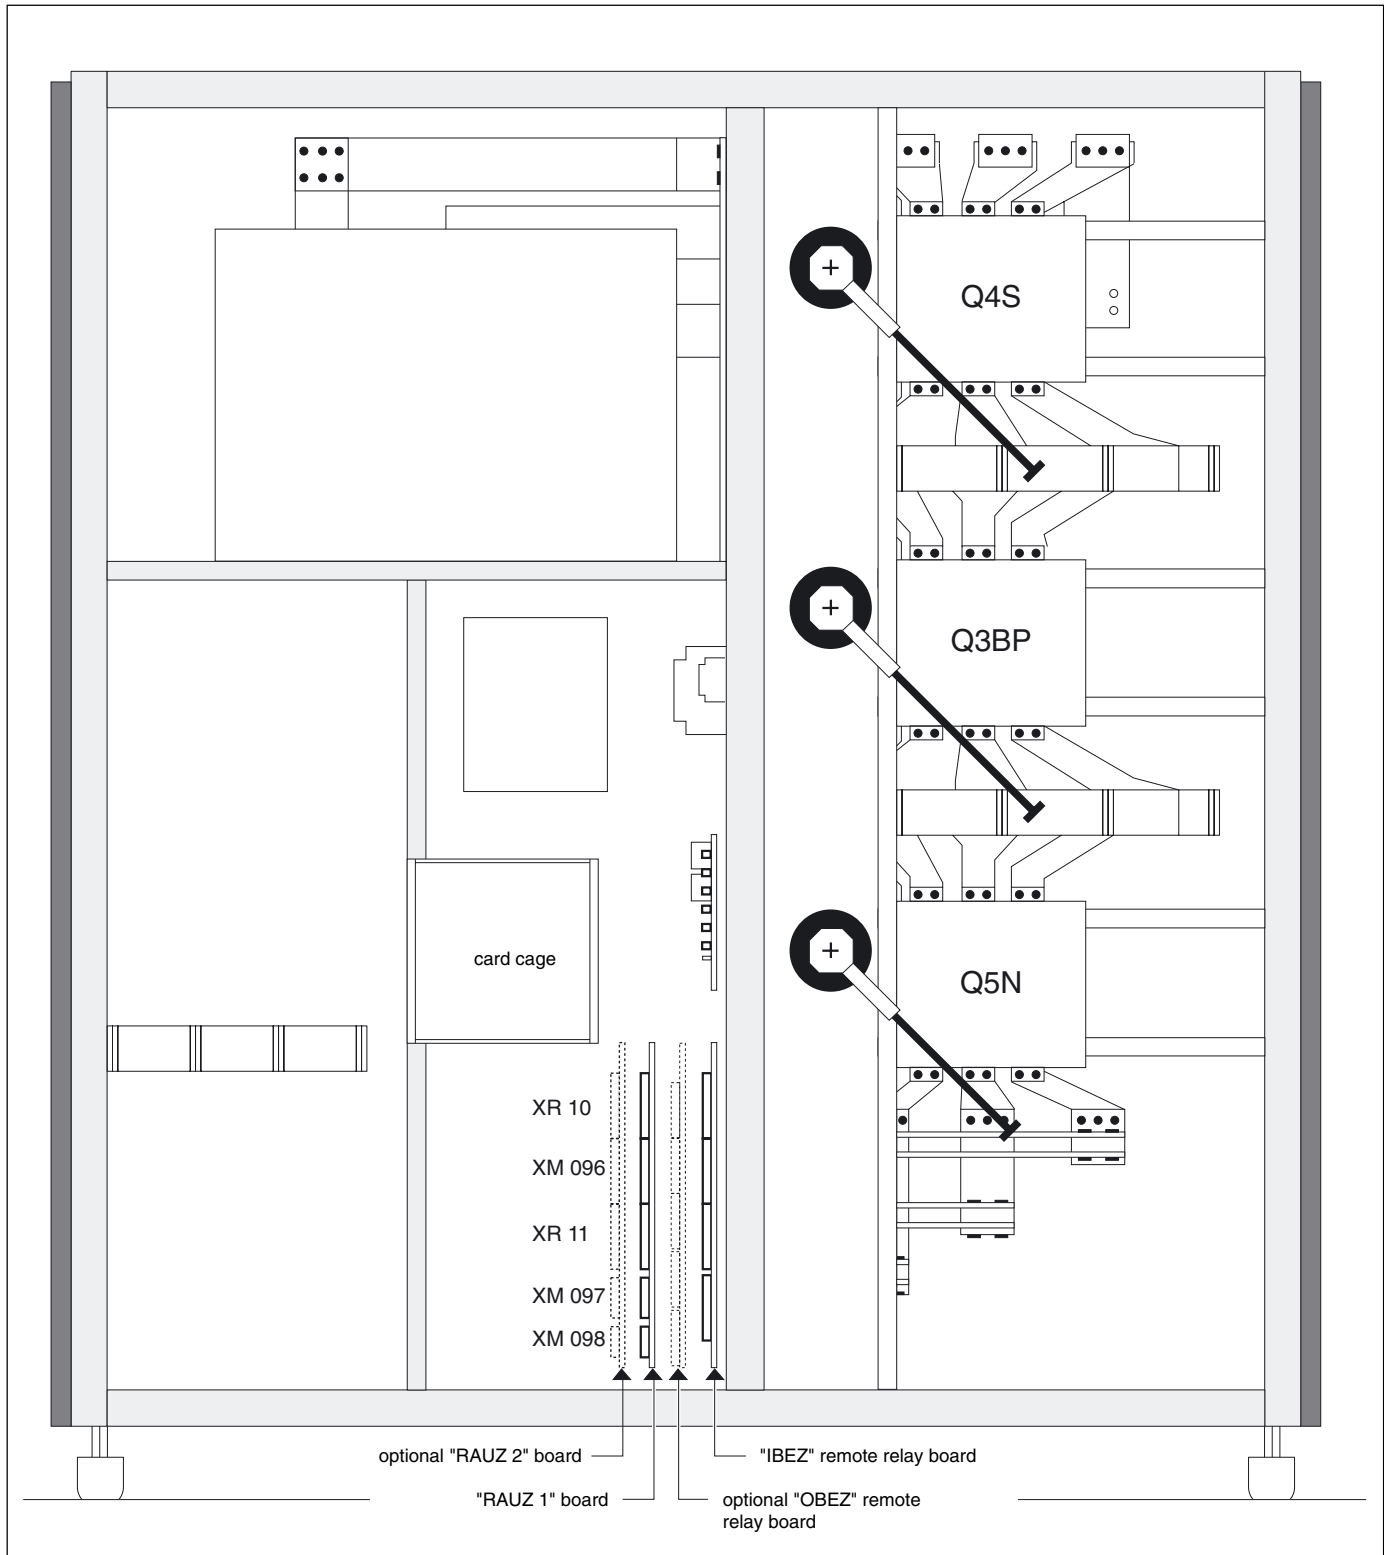 Q4S
Q3BP
Q5N
card cage
XR 10
XM 096
XR 11
XM 097
XM 098
optional "RAUZ 2" board
"IBEZ" remote relay board
"RAUZ 1" board
optional "OBEZ" remote
relay board